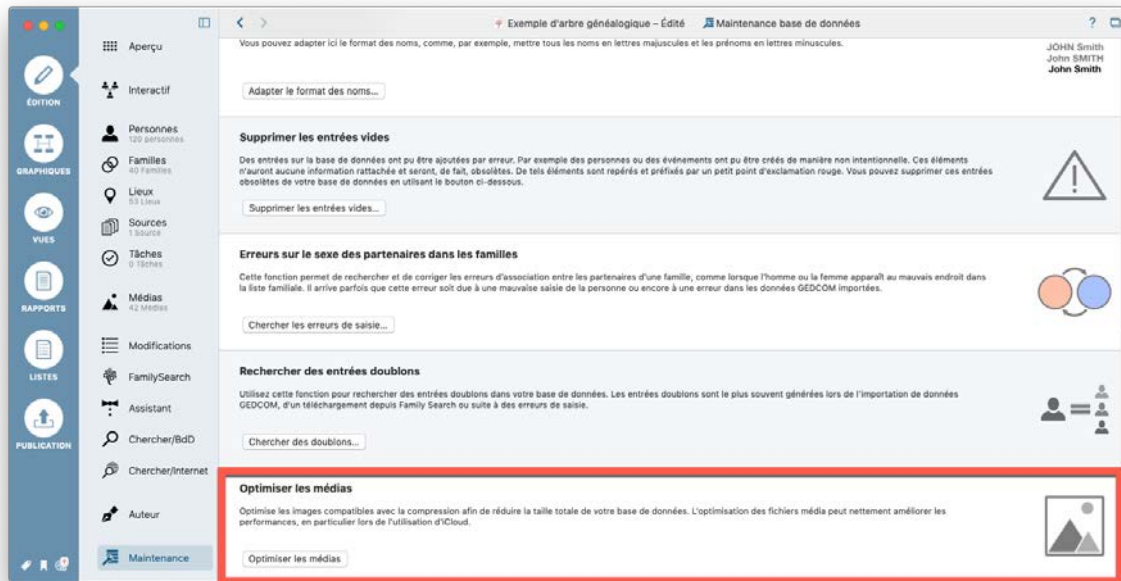 Exemple d'arbre généalogique – Édité
Maintenance base de données
?
ÉDITION
GRAPHIQUES
VUES
RAPPORTS
LISTES
PUBLICATION
Aperçu
Interactif
Personnes
120 personnes
Familles
40 Familles
Lieux
53 Lieux
Sources
1 Source
Tâches
0 Tâches
Médias
42 Médias
Modifications
FamilySearch
Assistant
Chercher/BdD
Chercher/Internet
Auteur
Maintenance
Vous pouvez adapter ici le format des noms, comme, par exemple, mettre tous les noms en lettres majuscules et les prénoms en lettres minuscules.
JOHN Smith
John SMITH
John Smith
Adapter le format des noms...
Supprimer les entrées vides
Des entrées sur la base de données ont pu être ajoutées par erreur. Par exemple des personnes ou des événements ont pu être créés de manière non intentionnelle. Ces éléments
n'auront aucune information rattachée et seront, de fait, obsolètes. De tels éléments sont repérés et préfixés par un petit point d'exclamation rouge. Vous pouvez supprimer ces entrées
obsolètes de votre base de données en utilsant le bouton ci-dessous.
Supprimer les entrées vides...
Erreurs sur le sexe des partenaires dans les familles
Cette fonction permet de rechercher et de corriger les erreurs d'association entre les partenaires d'une famille, comme lorsque l'homme ou la femme apparaît au mauvais endroit dans
la liste familiale. Il arrive parfois que cette erreur soit due à une mauvaise saisie de la personne ou encore à une erreur dans les données GEDCOM importées.
Chercher les erreurs de saisie...
Rechercher des entrées doublons
Utilisez cette fonction pour rechercher des entrées doublons dans votre base de données. Les entrées doublons sont le plus souvent générées lors de l'importation de données
GEDCOM, d'un téléchargement depuis Family Search ou suite à des erreurs de saisie.
Chercher des doublons...
Optimiser les médias
Optimise les images compatibles avec la compression afin de réduire la taille totale de votre base de données. L'optimisation des fichiers média peut nettement améliorer les
performances, en particulier lors de l'utilisation d'iCloud.
Optimiser les médias